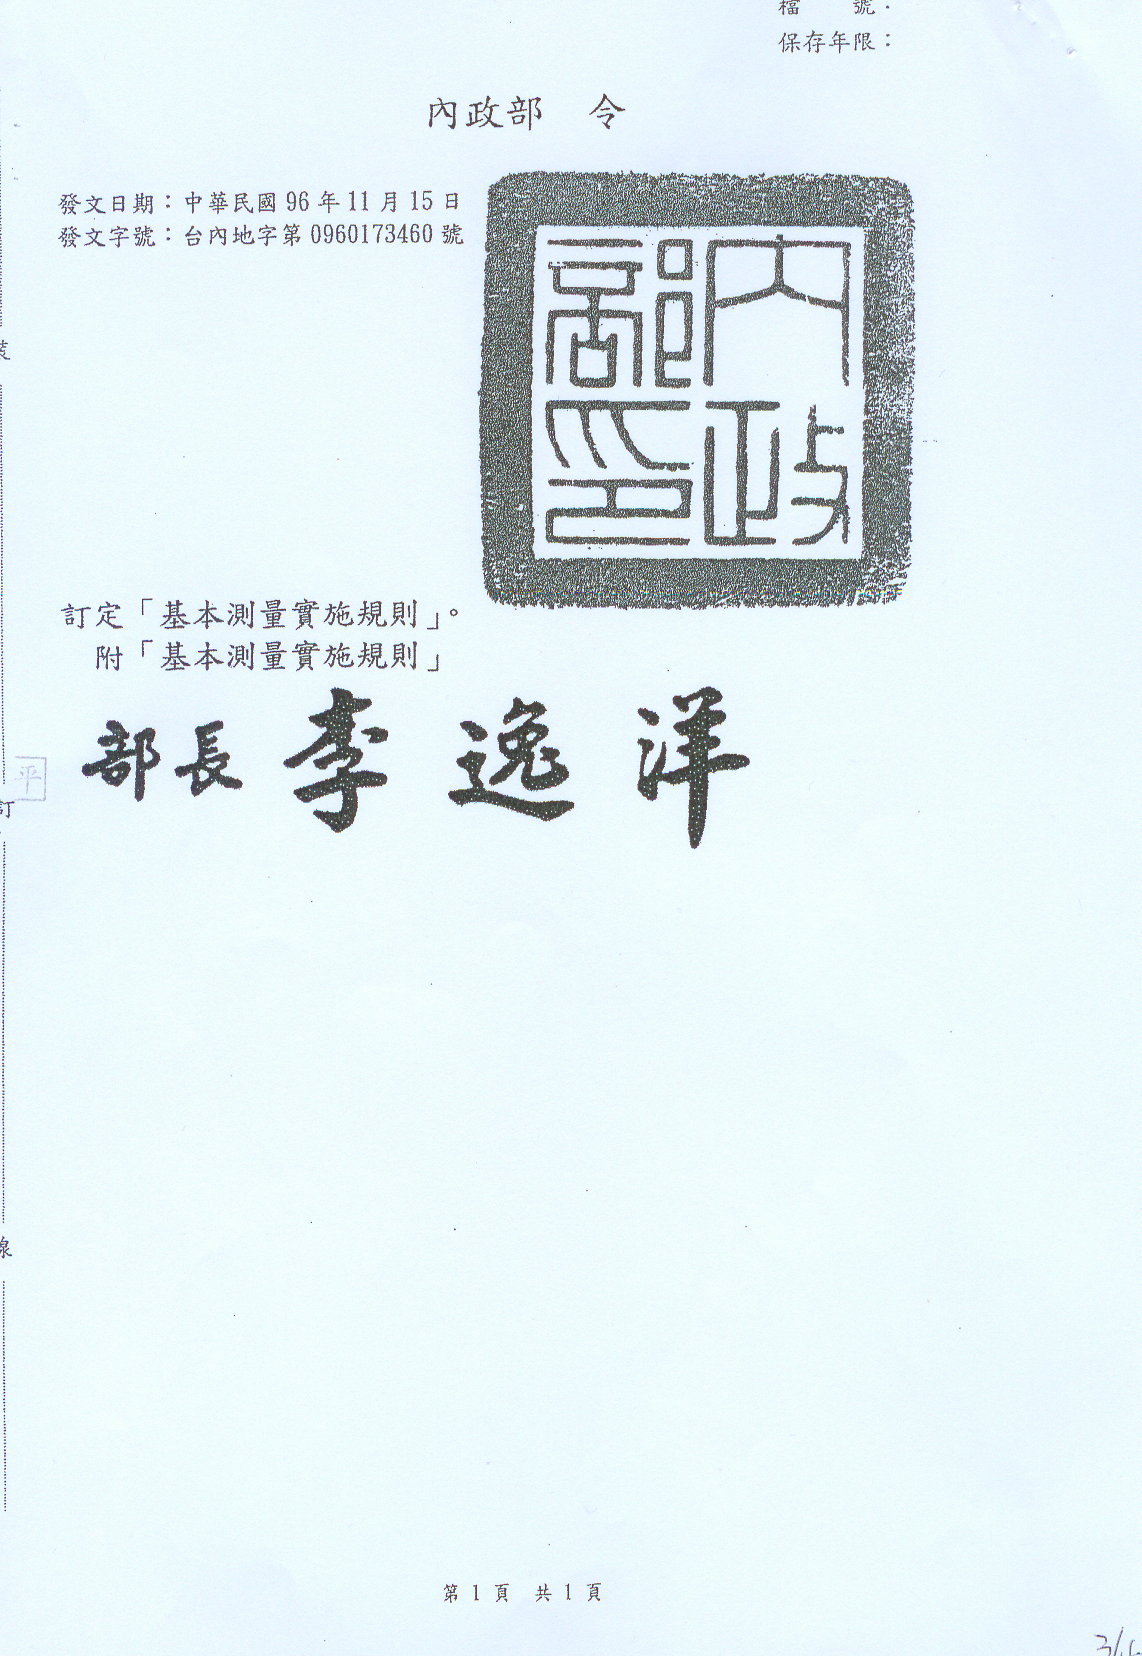 檔　　號：
保存年限：
內政部　令
發文日期：中華民國 96 年 11 月 15 日
發文字號：台內地字第 0960173460 號
內政部印
訂定「基本測量實施規則」。
附「基本測量實施規則」
部長 李逸洋
平
裝
訂
線
第 1 頁　共 1 頁